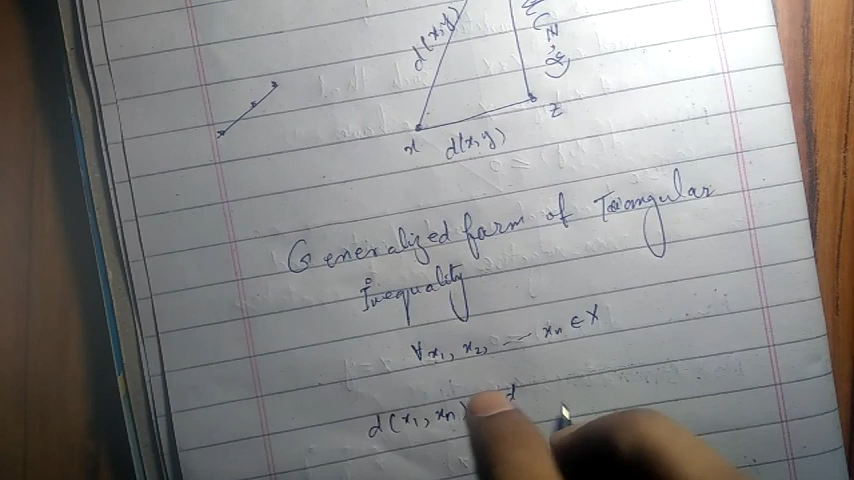 d(x,y)
d(z,y)
z
x
d(x,y)
Generalized form of Triangular
Inequality
∀ x₁, x₂, — xₙ ∈ X
d(x₁, xₙ) d